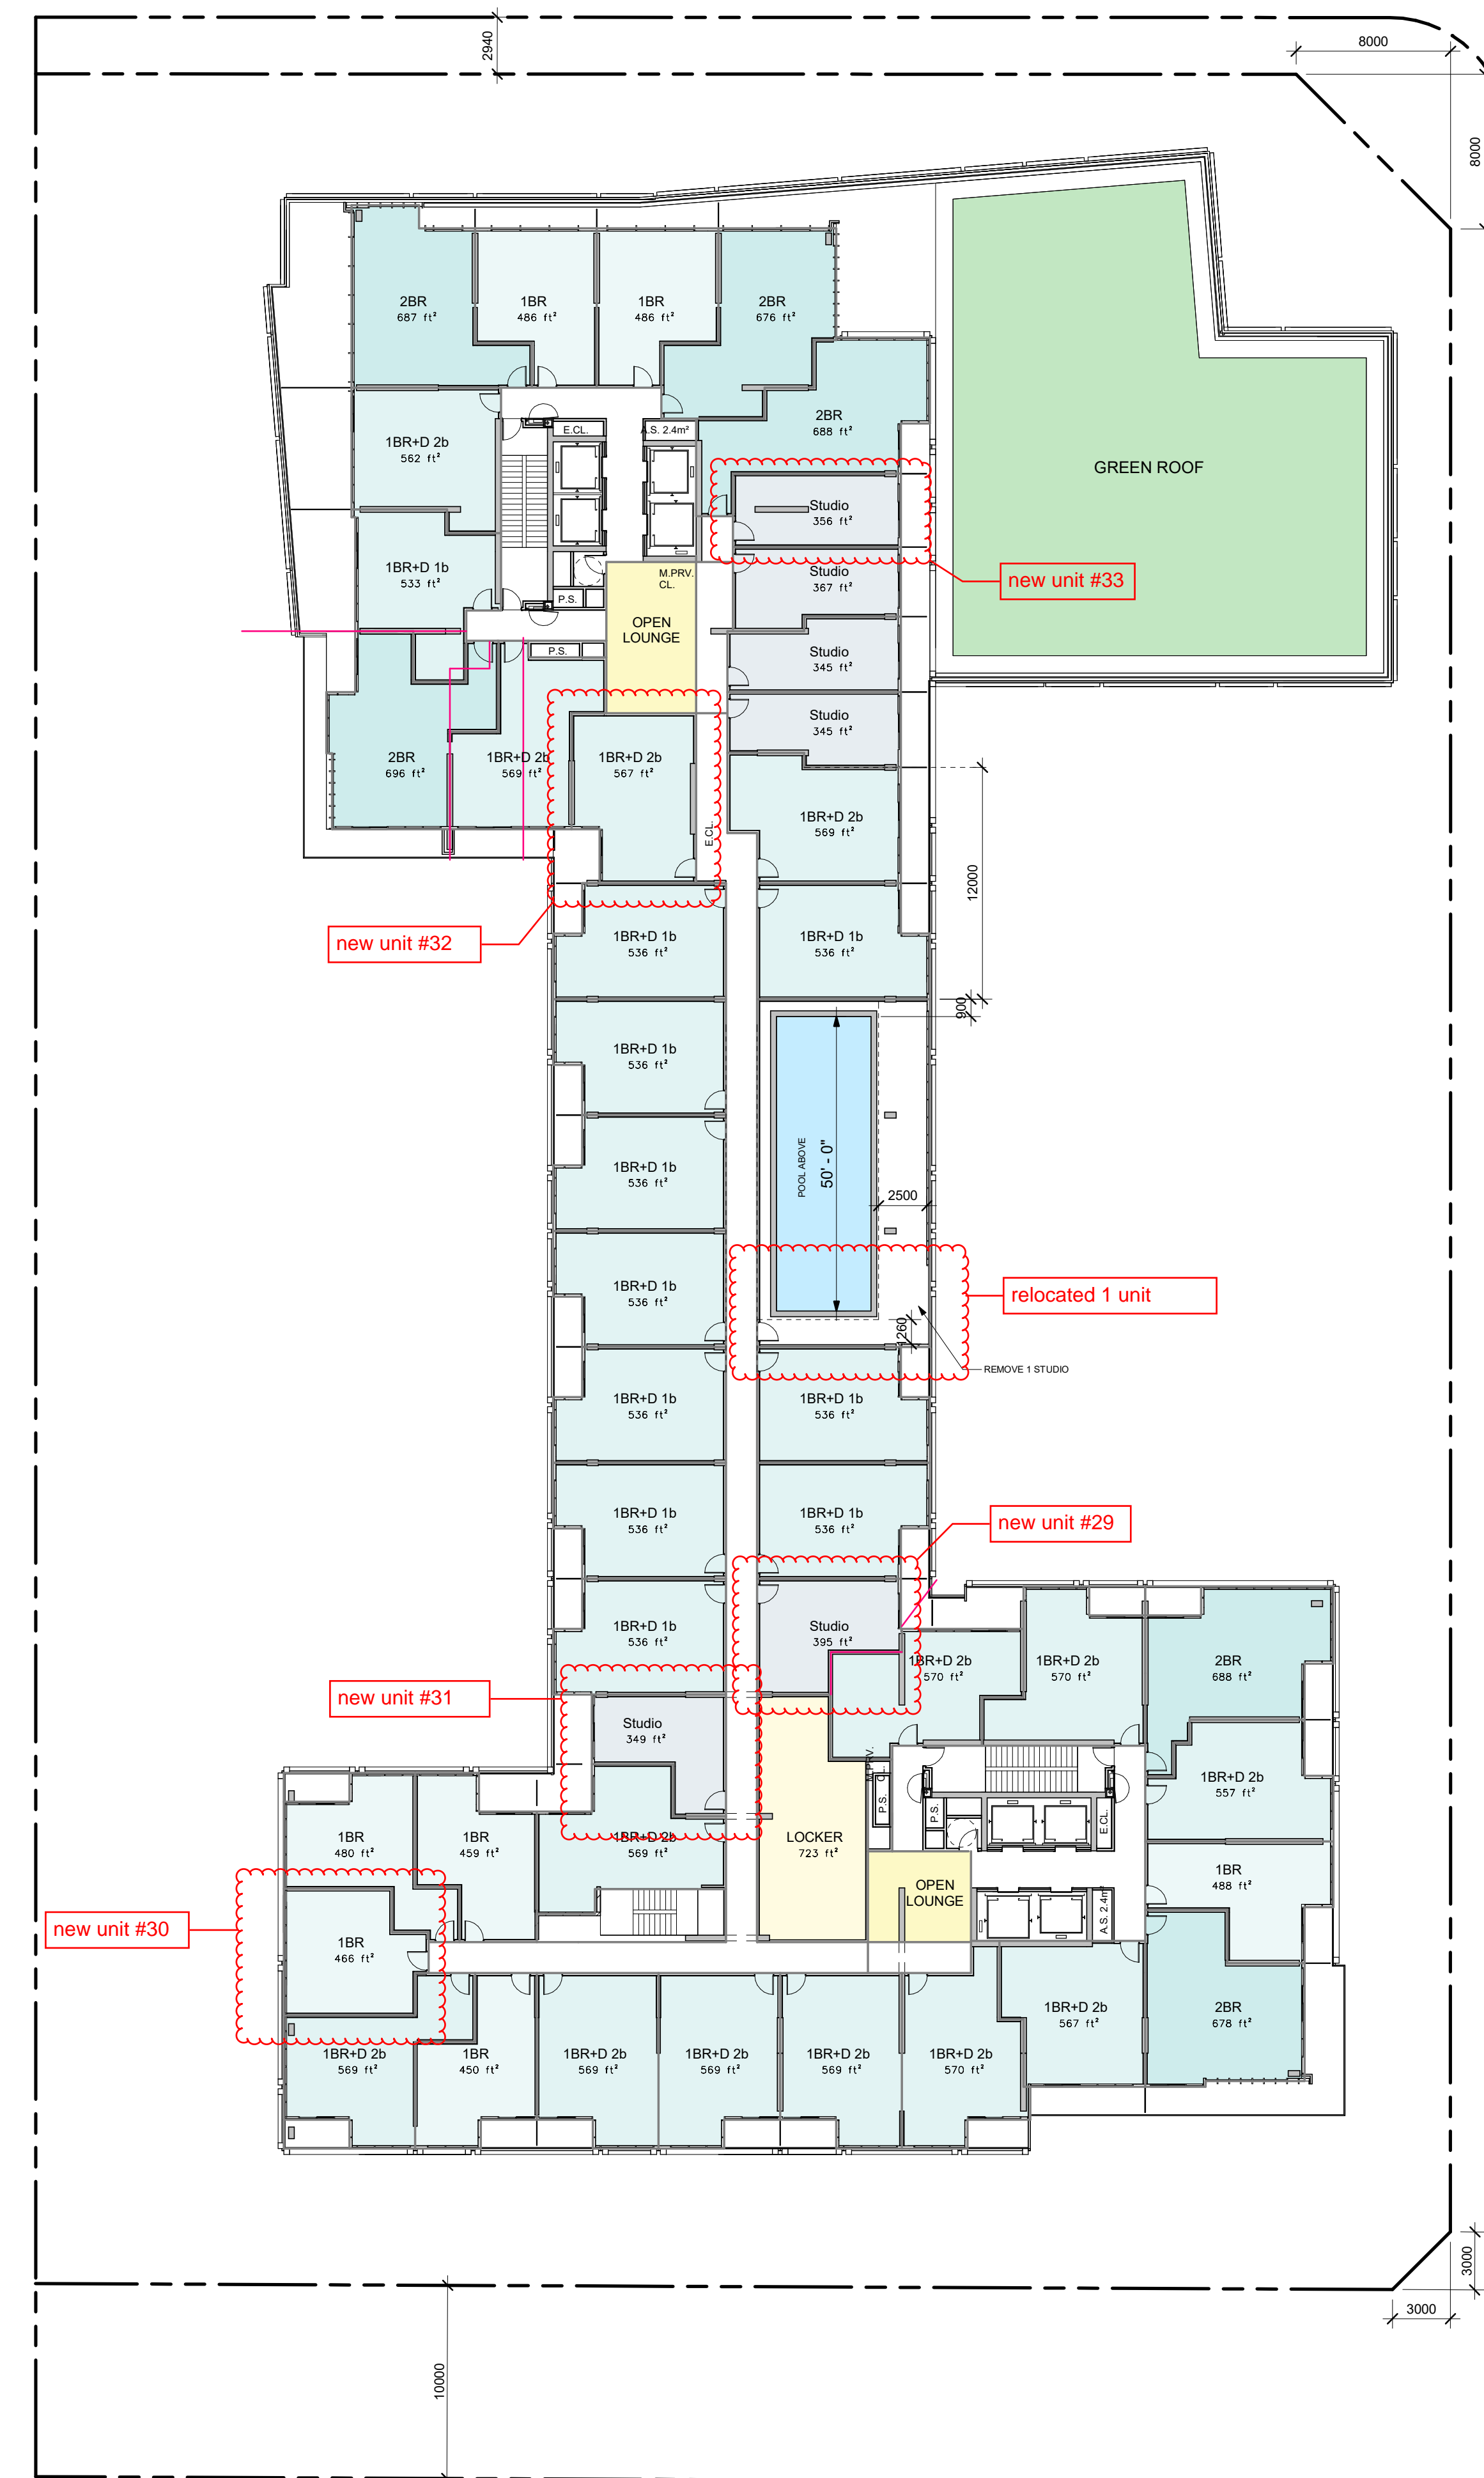 2940
8000
8000
2BR
687 ft²
1BR
486 ft²
1BR
486 ft²
2BR
676 ft²
2BR
688 ft²
1BR+D 2b
562 ft²
E.CL.
A.S. 2.4m²
GREEN ROOF
Studio
356 ft²
1BR+D 1b
533 ft²
M.PRV.
CL.
Studio
367 ft²
new unit #33
P.S.
OPEN
LOUNGE
P.S.
Studio
345 ft²
Studio
345 ft²
2BR
696 ft²
1BR+D 2b
569 ft²
1BR+D 2b
567 ft²
E.CL.
1BR+D 2b
569 ft²
12000
new unit #32
1BR+D 1b
536 ft²
1BR+D 1b
536 ft²
900
1BR+D 1b
536 ft²
POOL ABOVE
50' - 0"
1BR+D 1b
536 ft²
2500
1BR+D 1b
536 ft²
relocated 1 unit
1260
REMOVE 1 STUDIO
1BR+D 1b
536 ft²
1BR+D 1b
536 ft²
1BR+D 1b
536 ft²
1BR+D 1b
536 ft²
new unit #29
1BR+D 1b
536 ft²
Studio
395 ft²
1BR+D 2b
570 ft²
1BR+D 2b
570 ft²
2BR
688 ft²
new unit #31
Studio
349 ft²
M.PRV.
CL.
P.S.
P.S.
E.CL.
1BR+D 2b
557 ft²
1BR
480 ft²
1BR
459 ft²
1BR+D 2b
569 ft²
LOCKER
723 ft²
OPEN
LOUNGE
A.S. 2.4m²
1BR
488 ft²
new unit #30
1BR
466 ft²
1BR+D 2b
567 ft²
2BR
678 ft²
1BR+D 2b
569 ft²
1BR
450 ft²
1BR+D 2b
569 ft²
1BR+D 2b
569 ft²
1BR+D 2b
569 ft²
1BR+D 2b
570 ft²
3000
3000
10000